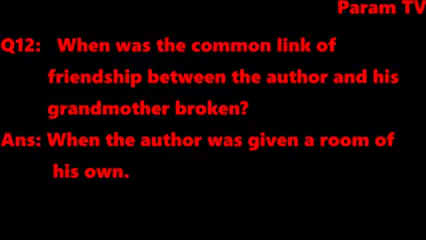 Param TV
Q12: When was the common link of
friendship between the author and his
grandmother broken?
Ans: When the author was given a room of
his own.